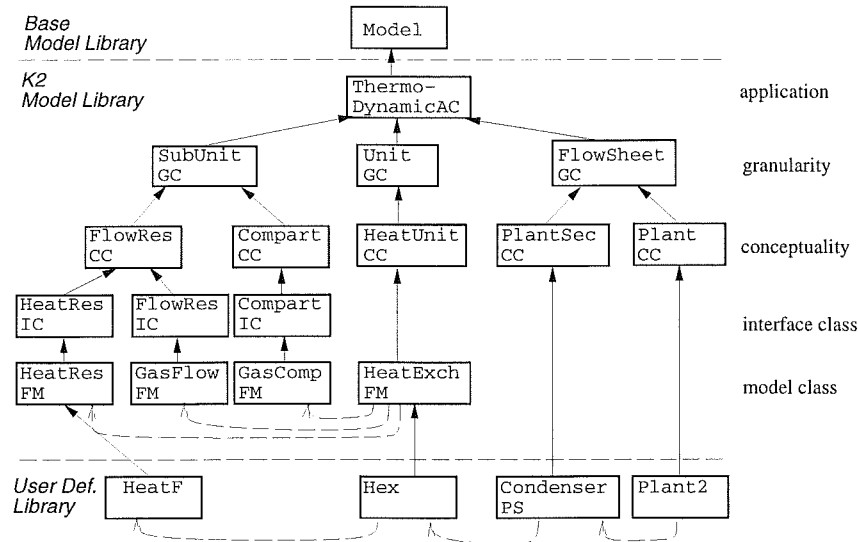 Base
Model Library
Model
K2
Model Library
Thermo-
DynamicAC
application
SubUnit
GC
Unit
GC
FlowSheet
GC
granularity
FlowRes
CC
Compart
CC
HeatUnit
CC
PlantSec
CC
Plant
CC
conceptuality
HeatRes
IC
FlowRes
IC
Compart
IC
interface class
HeatRes
FM
GasFlow
FM
GasComp
FM
HeatExch
FM
model class
User Def.
Library
HeatF
Hex
Condenser
PS
Plant2